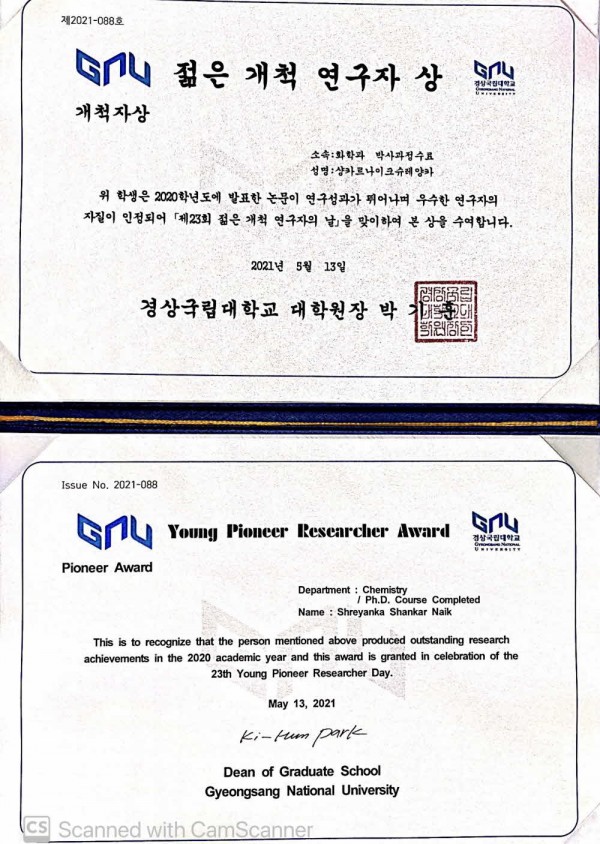 제2021-088호
GNU 젊은 개척 연구자 상
GNU
경상국립대학교
GYEONGSANG NATIONAL
UNIVERSITY
개척자상
소속:화학과 박사과정수료
성명:샹카르나이크슈레양카
위 학생은 2020학년도에 발표한 논문이 연구성과가 뛰어나며 우수한 연구자의
자질이 인정되어 「제23회 젊은 개척 연구자의 날」을 맞이하여 본 상을 수여합니다.
2021년 5월 13일
경상국립대학교 대학원장 박기훈
Issue No. 2021-088
GNU Young Pioneer Researcher Award
GNU
경상국립대학교
GYEONGSANG NATIONAL
UNIVERSITY
Pioneer Award
Department : Chemistry
/ Ph.D. Course Completed
Name : Shreyanka Shankar Naik
This is to recognize that the person mentioned above produced outstanding research
achievements in the 2020 academic year and this award is granted in celebration of the
23th Young Pioneer Researcher Day.
May 13, 2021
Ki-Hun Park
Dean of Graduate School
Gyeongsang National University
CS Scanned with CamScanner